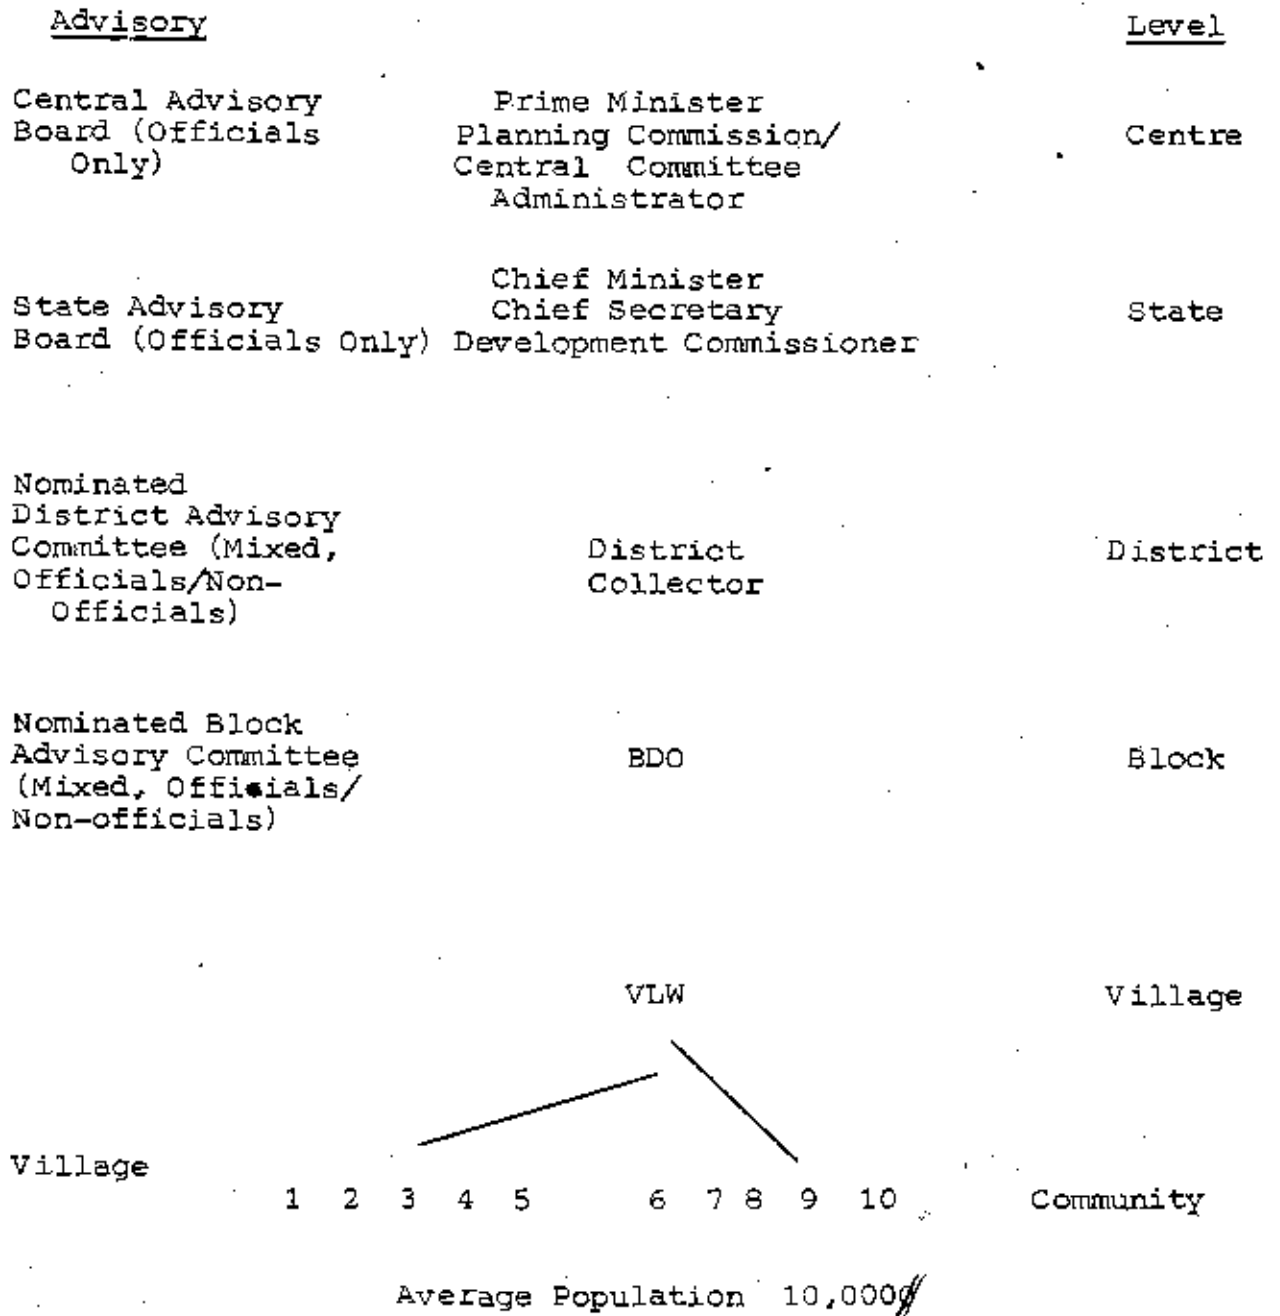 Advisory Level
Central Advisory Prime Minister
Board (Officials Planning Commission/ Centre
Only) Central Committee
Administrator
Chief Minister
State Advisory Chief Secretary State
Board (Officials Only) Development Commissioner
Nominated
District Advisory
Committee (Mixed, District District
Officials/Non- Collector
Officials)
Nominated Block
Advisory Committee BDO Block
(Mixed, Officials/
Non-officials)
VLW Village
Village
1 2 3 4 5 6 7 8 9 10 Community
Average Population 10,000